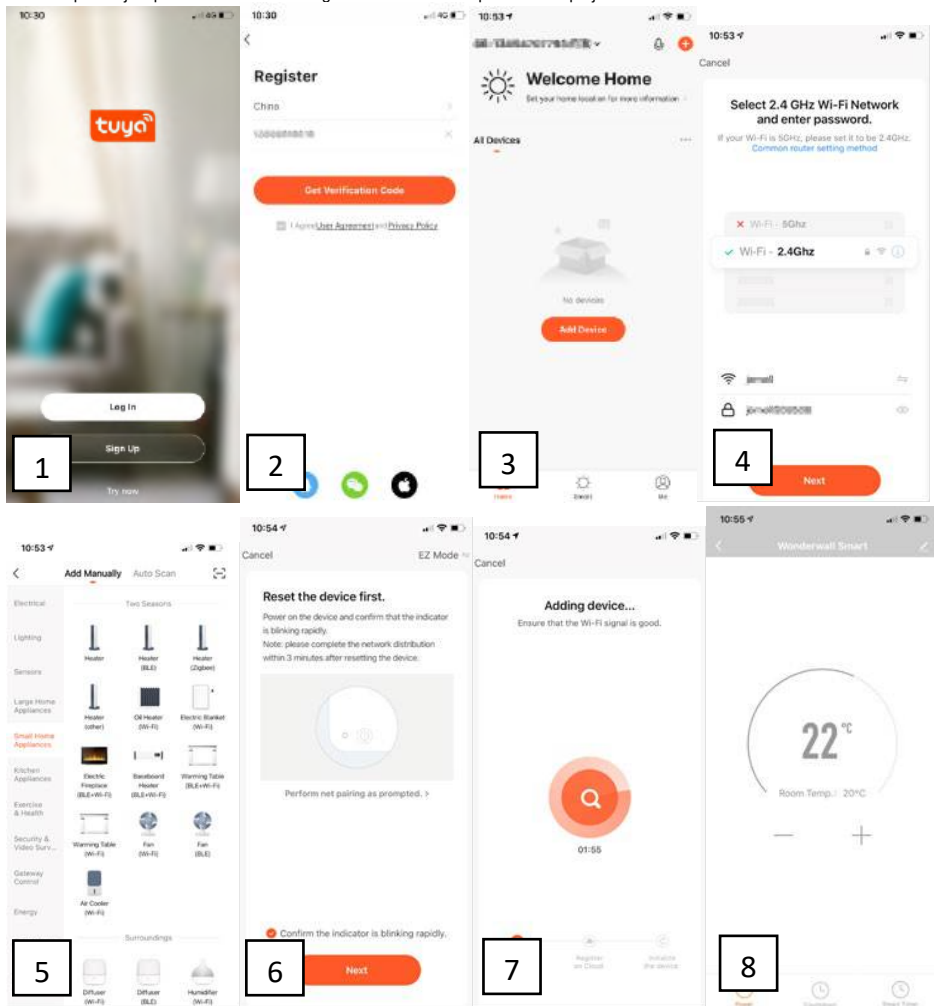 10:30
4G
tuya
Log In
Sign Up
Try now
1
10:30
4G
Register
China
Get Verification Code
I Agree User Agreement and Privacy Policy
2
10:53
Welcome Home
Set your home location for more information
All Devices
No devices
Add Device
Home
Smart
Me
3
10:53
Cancel
Select 2.4 GHz Wi-Fi Network
and enter password.
If your Wi-Fi is 5GHz, please set it to be 2.4GHz.
Common router setting method
Wi-Fi - 5Ghz
Wi-Fi - 2.4Ghz
Next
4
10:53
Add Manually Auto Scan
Electrical
Lighting
Sensors
Large Home
Appliances
Small Home
Appliances
Kitchen
Appliances
Exercise
& Health
Security &
Video Surv...
Gateway
Control
Energy
Two Seasons
Heater
Heater
(BLE)
Heater
(Zigbee)
Heater
(other)
Oil Heater
(Wi-Fi)
Electric Blanket
(Wi-Fi)
Electric
Fireplace
(BLE+Wi-Fi)
Baseboard
Heater
(BLE+Wi-Fi)
Warming Table
(BLE+Wi-Fi)
Warming Table
(Wi-Fi)
Fan
(Wi-Fi)
Fan
(BLE)
Air Cooler
(Wi-Fi)
Surroundings
Diffuser
(Wi-Fi)
Diffuser
(BLE)
Humidifier
(Wi-Fi)
5
10:54
Cancel
EZ Mode
Reset the device first.
Power on the device and confirm that the indicator
is blinking rapidly.
Note: please complete the network distribution
within 3 minutes after resetting the device.
Perform net pairing as prompted. >
Confirm the indicator is blinking rapidly.
Next
6
10:54
Cancel
Adding device...
Ensure that the Wi-Fi signal is good.
01:55
Register
on Cloud
Initialize
the device
7
10:55
Wonderwall Smart
22 °C
Room Temp.: 20°C
8